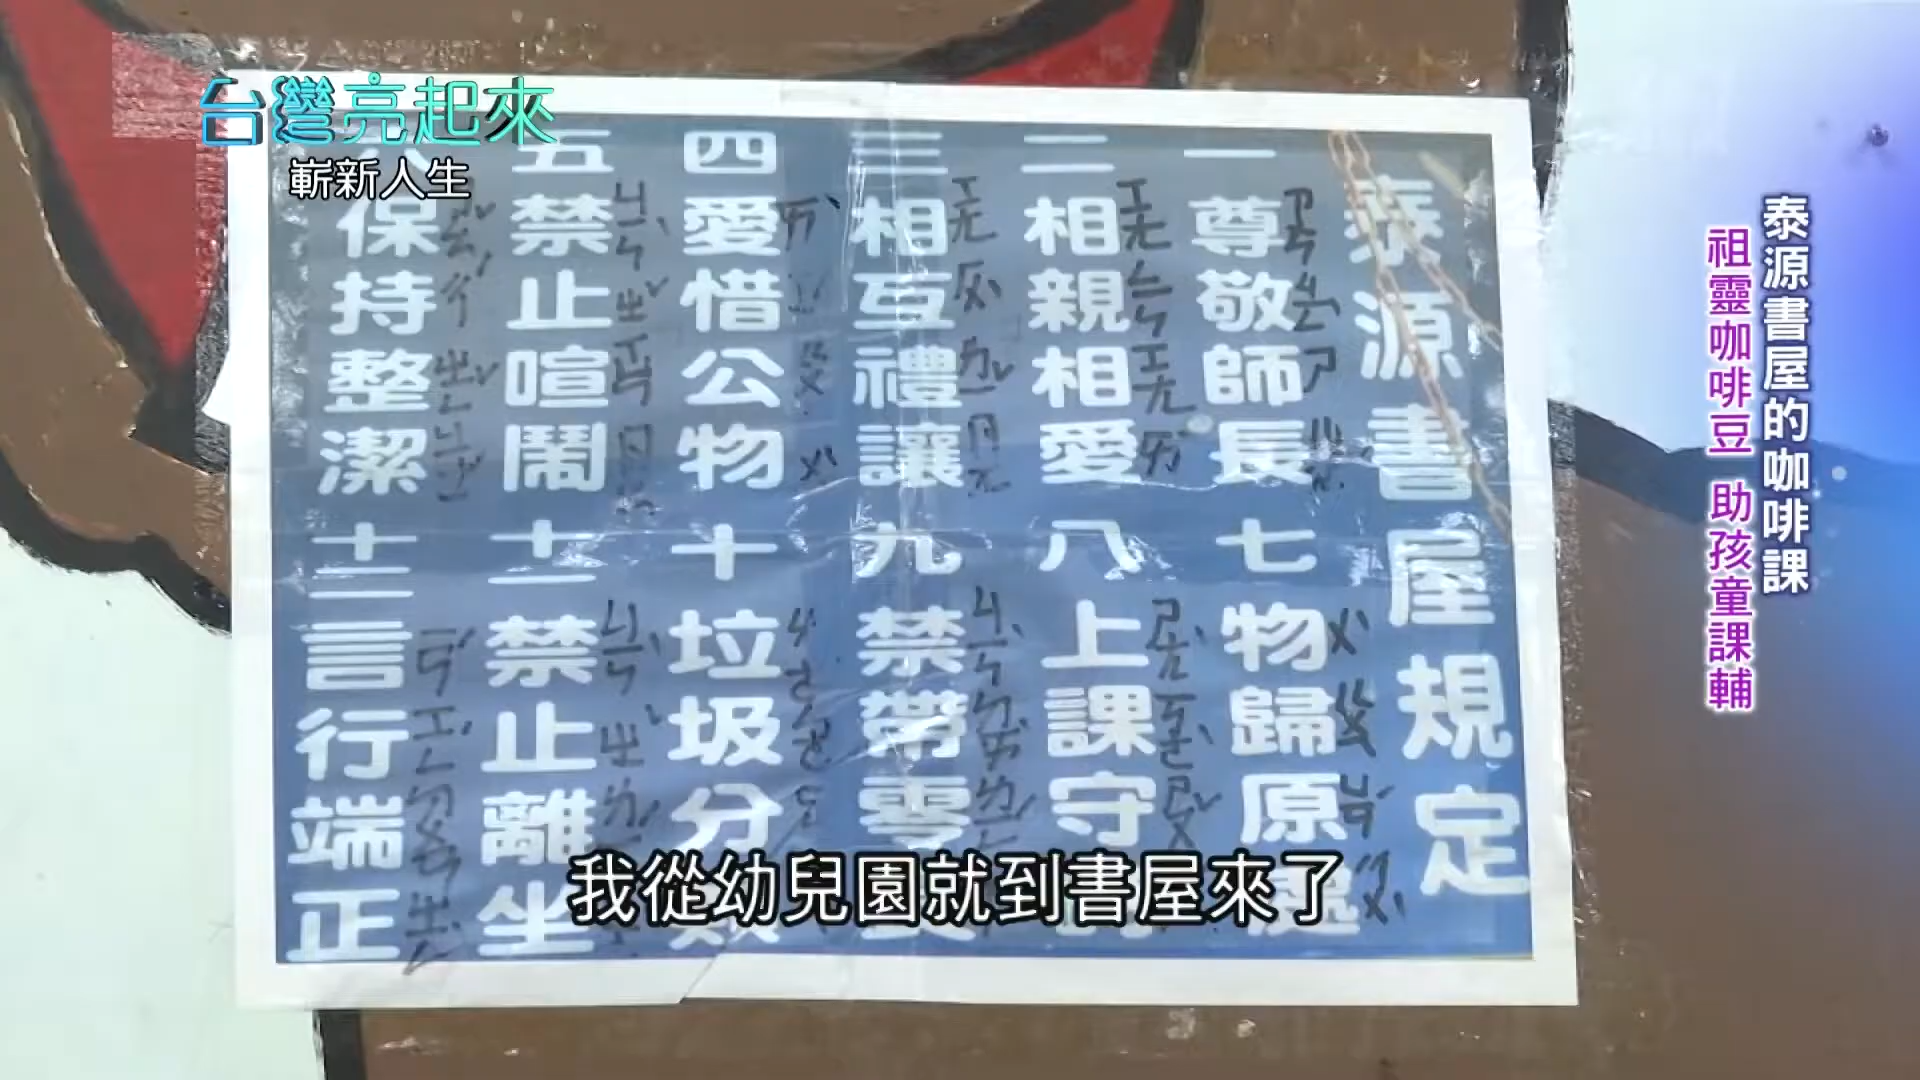 台灣亮起來
嶄新人生
泰源書屋的咖啡課
祖靈咖啡豆 助孩童課輔
泰源書屋規定
一尊敬師長
二相親相愛
三相互禮讓
四愛惜公物
五禁止喧鬧
保持整潔
七物歸原處
八上課守
九禁帶零
十垃圾分
十一禁止離坐
十二言行端正
我從幼兒園就到書屋來了